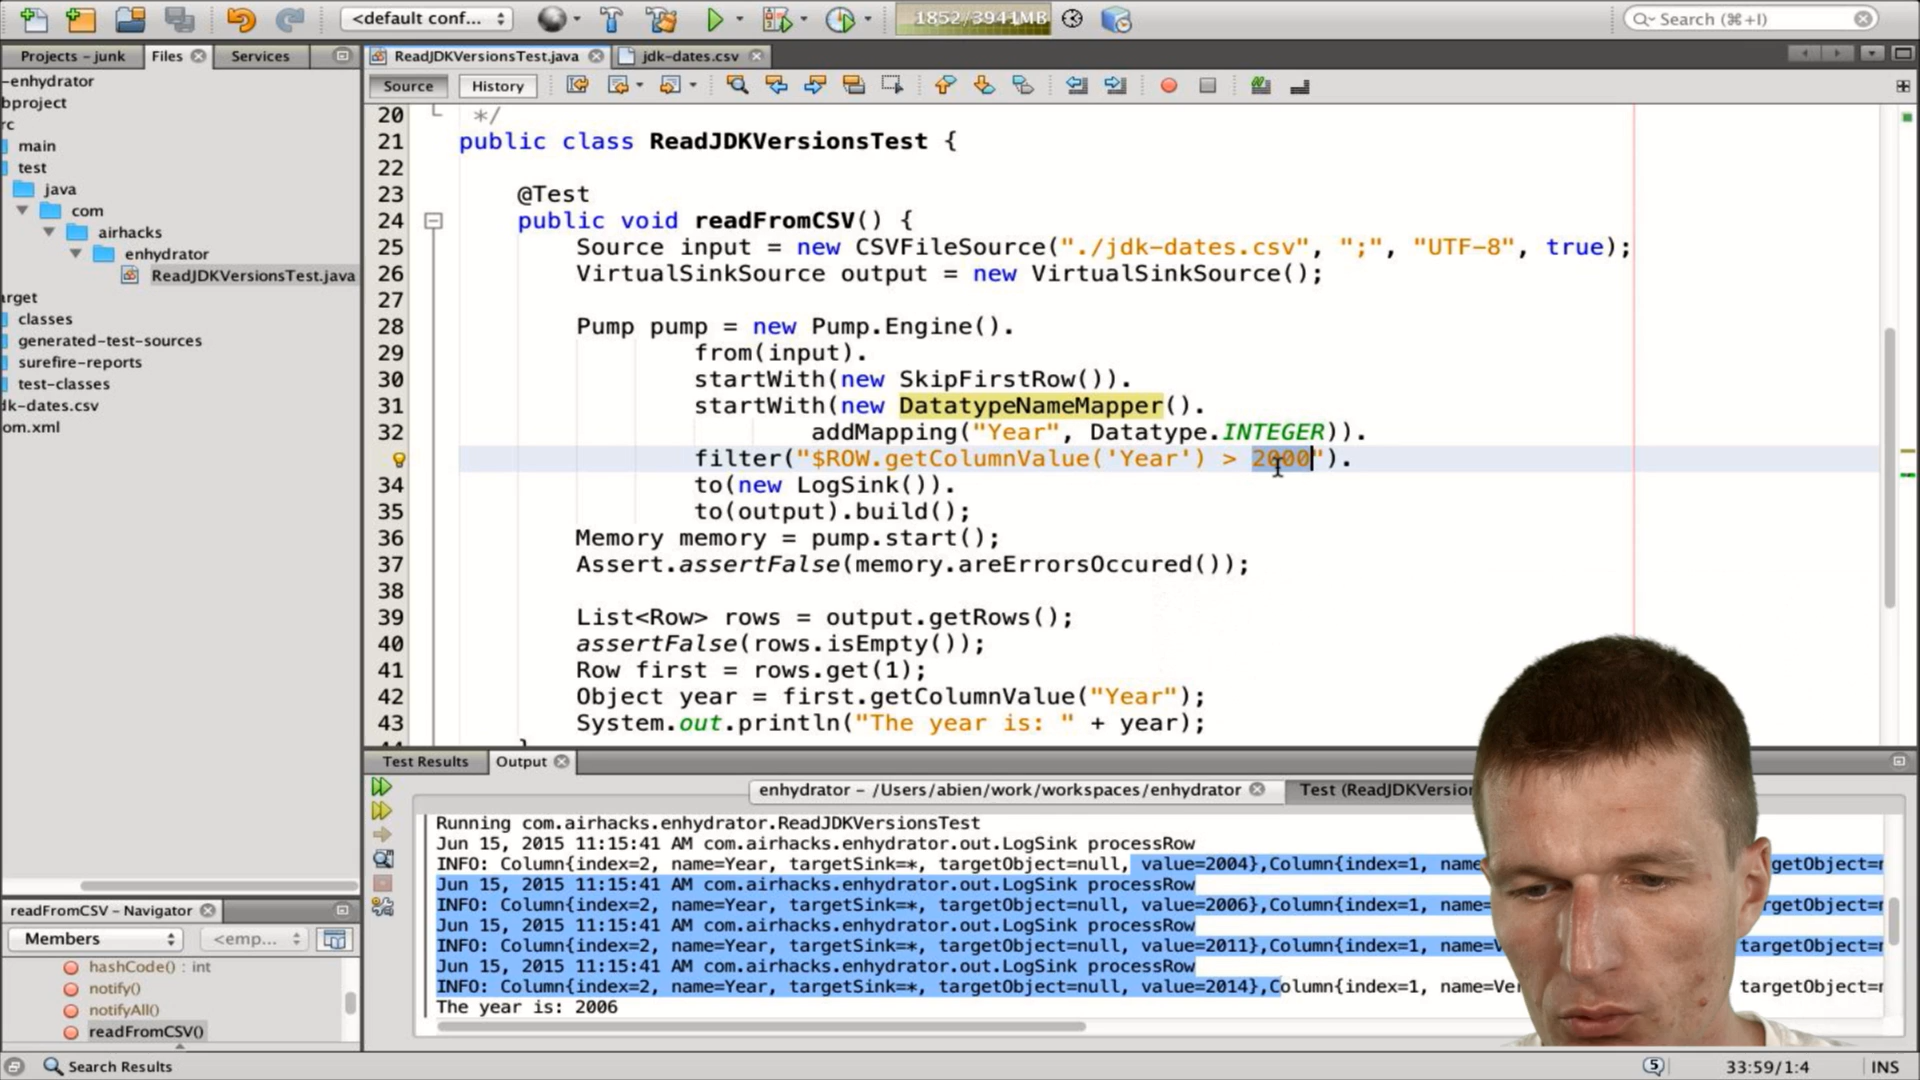 <default conf...
1852/3941MB
Search (⌘+I)
Projects – junk
Files
Services
ReadJDKVersionsTest.java
jdk-dates.csv
Source
History
-enhydrator
bproject
rc
main
test
java
com
airhacks
enhydrator
ReadJDKVersionsTest.java
arget
classes
generated-test-sources
surefire-reports
test-classes
dk-dates.csv
om.xml
20 */
21 public class ReadJDKVersionsTest {
22
23 @Test
24 public void readFromCSV() {
25 Source input = new CSVFileSource("./jdk-dates.csv", ";", "UTF-8", true);
26 VirtualSinkSource output = new VirtualSinkSource();
27
28 Pump pump = new Pump.Engine().
29 from(input).
30 startWith(new SkipFirstRow()).
31 startWith(new DatatypeNameMapper().
32 addMapping("Year", Datatype.INTEGER)).
filter("$ROW.getColumnValue('Year') > 2000").
34 to(new LogSink()).
35 to(output).build();
36 Memory memory = pump.start();
37 Assert.assertFalse(memory.areErrorsOccured());
38
39 List<Row> rows = output.getRows();
40 assertFalse(rows.isEmpty());
41 Row first = rows.get(1);
42 Object year = first.getColumnValue("Year");
43 System.out.println("The year is: " + year);
Test Results
Output
enhydrator – /Users/abien/work/workspaces/enhydrator
Test (ReadJDKVersion
Running com.airhacks.enhydrator.ReadJDKVersionsTest
Jun 15, 2015 11:15:41 AM com.airhacks.enhydrator.out.LogSink processRow
INFO: Column{index=2, name=Year, targetSink=*, targetObject=null, value=2004},Column{index=1, name= getObject=n
Jun 15, 2015 11:15:41 AM com.airhacks.enhydrator.out.LogSink processRow
INFO: Column{index=2, name=Year, targetSink=*, targetObject=null, value=2006},Column{index=1, name= getObject=n
Jun 15, 2015 11:15:41 AM com.airhacks.enhydrator.out.LogSink processRow
INFO: Column{index=2, name=Year, targetSink=*, targetObject=null, value=2011},Column{index=1, name=Ve targetObject=n
Jun 15, 2015 11:15:41 AM com.airhacks.enhydrator.out.LogSink processRow
INFO: Column{index=2, name=Year, targetSink=*, targetObject=null, value=2014},Column{index=1, name=Ver targetObject=n
The year is: 2006
readFromCSV – Navigator
Members
<emp...
hashCode() : int
notify()
notifyAll()
readFromCSV()
Search Results
5
33:59/1:4
INS